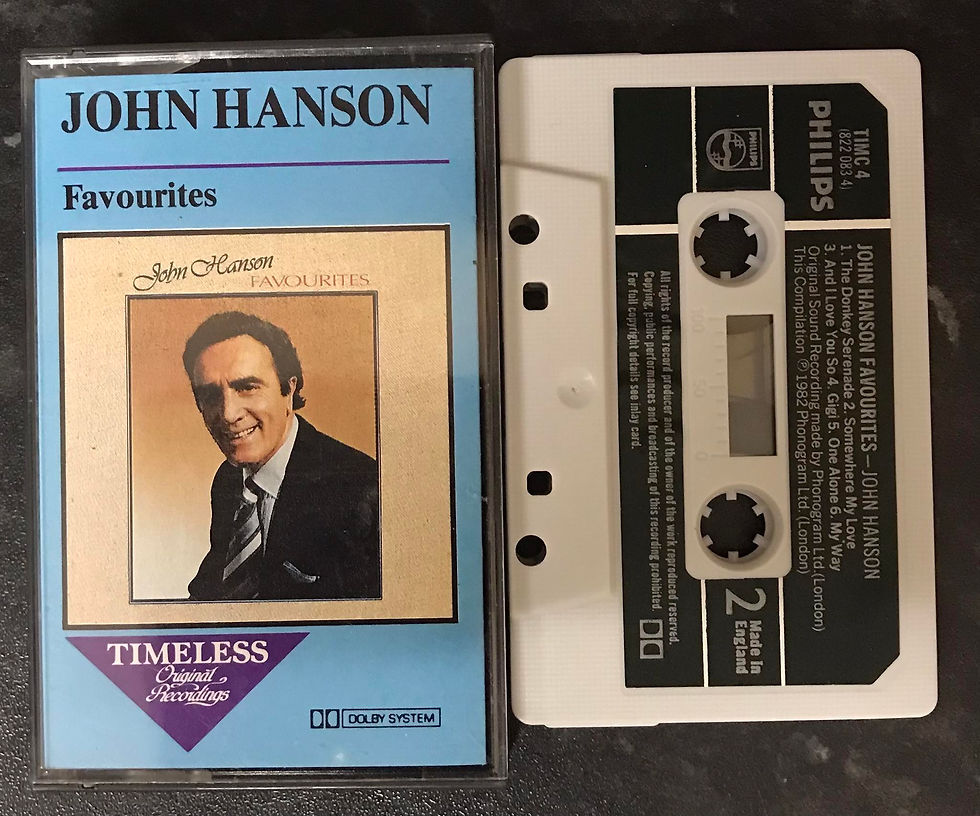 JOHN HANSON
Favourites
John Hanson
FAVOURITES
TIMELESS
Original
Recordings
DOLBY SYSTEM
TIMC 4
(822 083 4)
PHILIPS
PHILIPS
JOHN HANSON FAVOURITES—JOHN HANSON
1. The Donkey Serenade 2. Somewhere My Love
3. And I Love You So 4. Gigi 5. One Alone 6. My Way
Original Sound Recording made by Phonogram Ltd. (London)
This Compilation ℗ 1982 Phonogram Ltd. (London)
100 50 0
2 Made in
England
All rights of the record producer and of the owner of the work reproduced reserved.
Copying, public performances and broadcasting of this recording prohibited.
For full copyright details see inlay card.